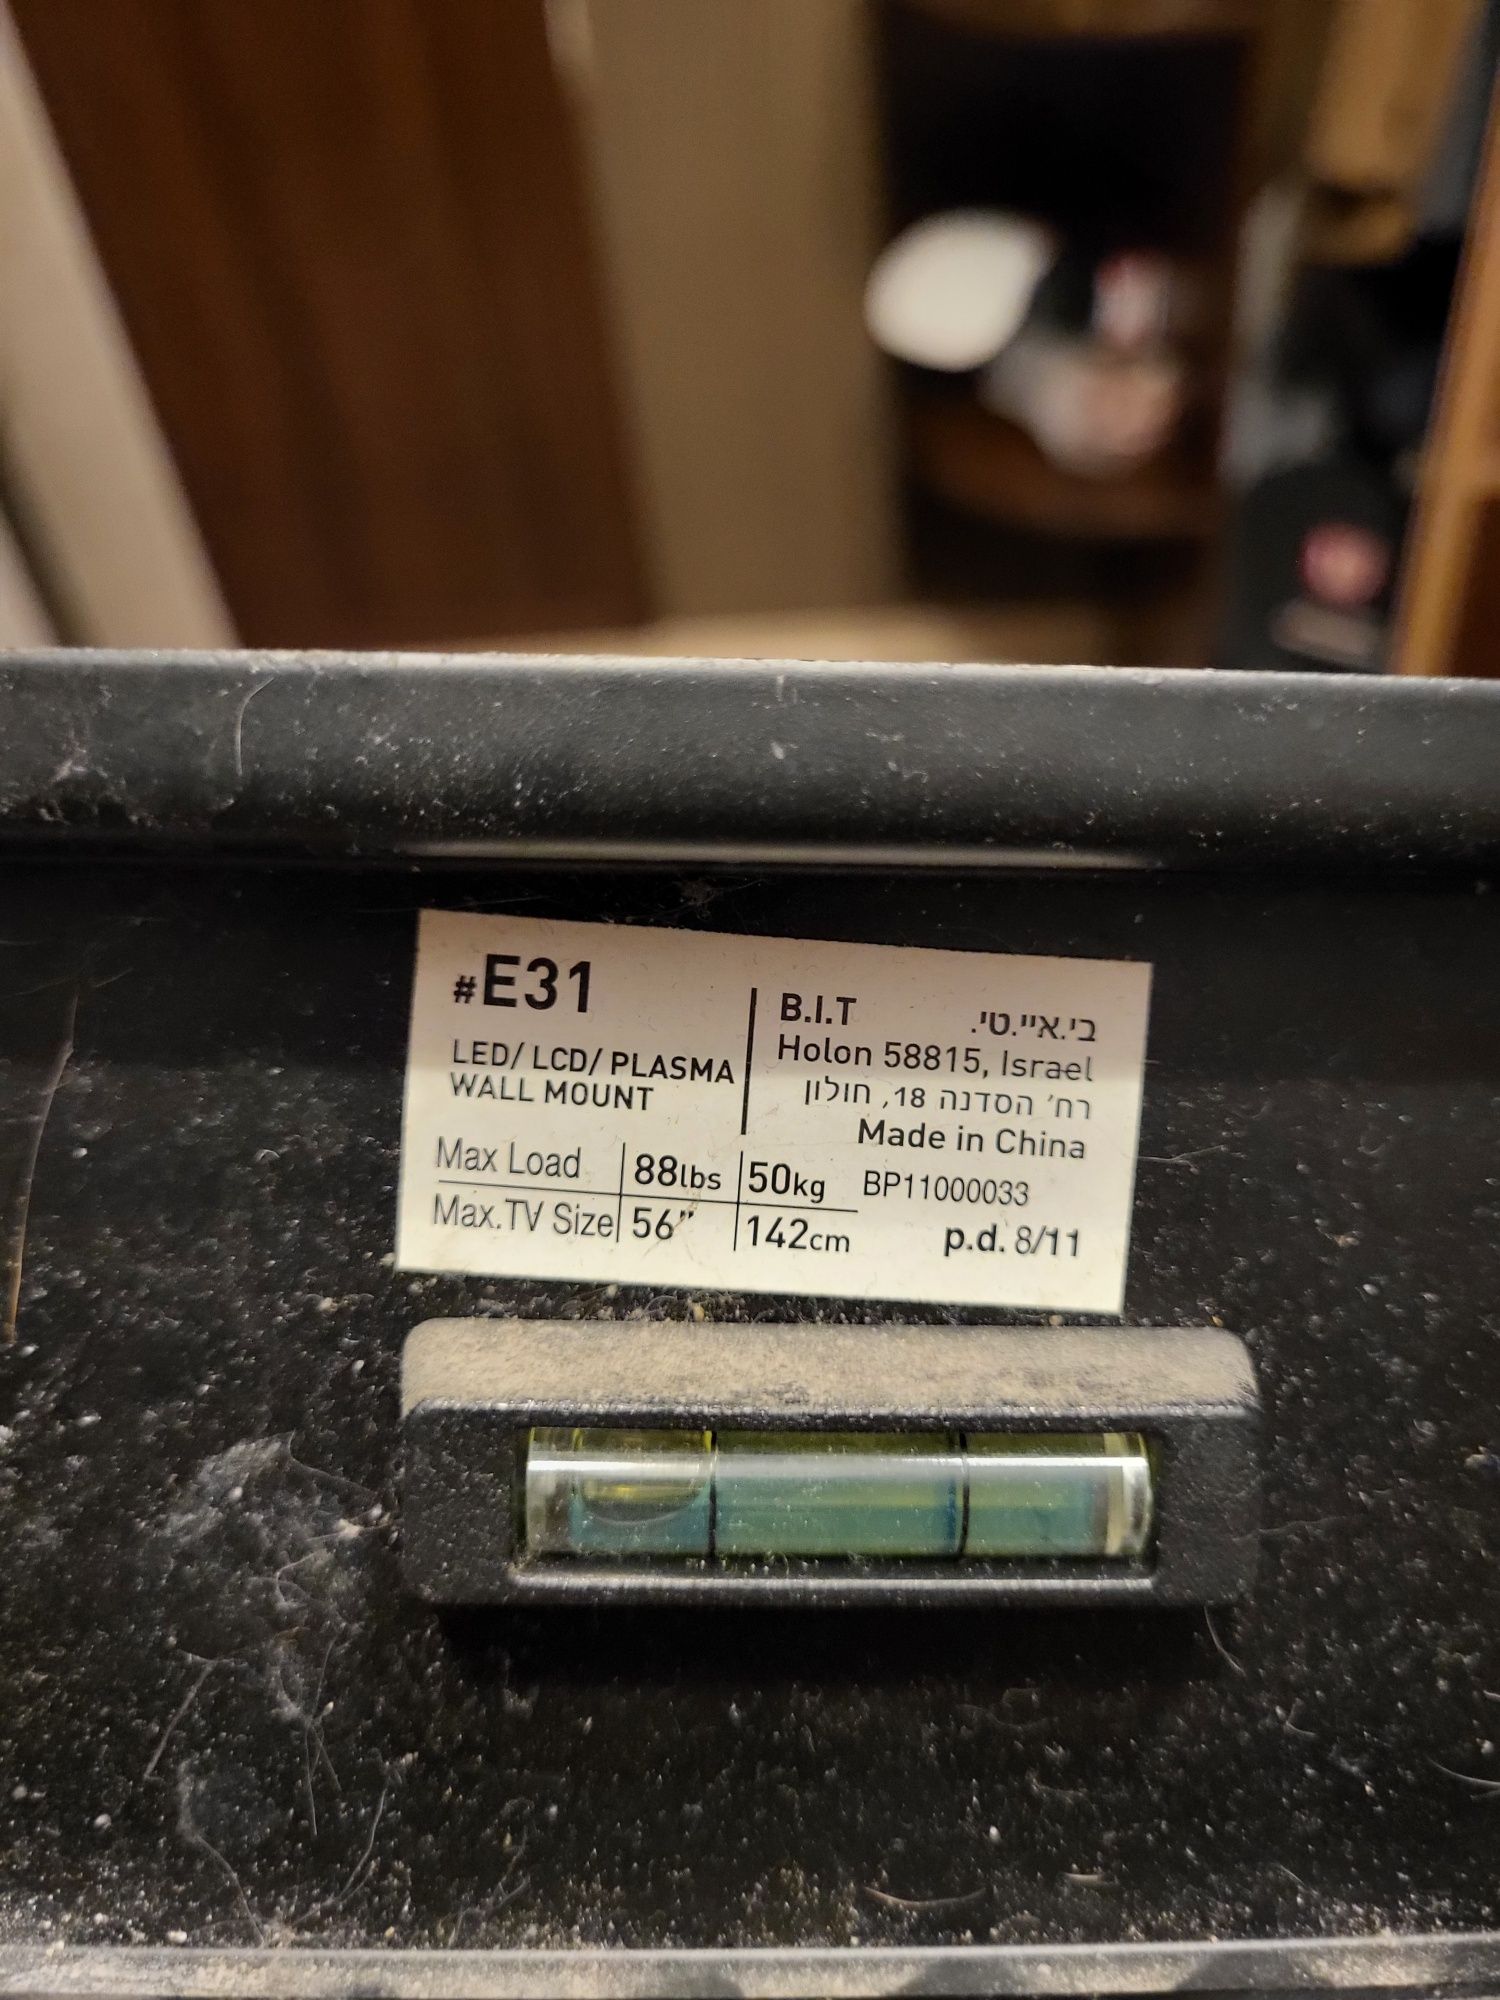 #E31
LED/ LCD/ PLASMA
WALL MOUNT
B.I.T בי.איי.טי.
Holon 58815, Israel
רח' הסדנה 18, חולון
Made in China
BP11000033
p.d. 8/11
Max Load 88lbs 50kg
Max.TV Size 56" 142cm